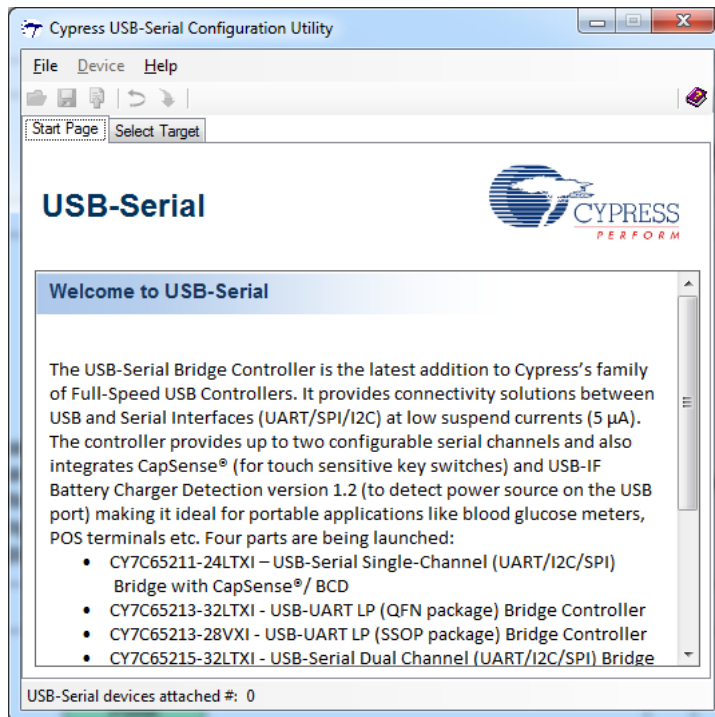 Cypress USB-Serial Configuration Utility
File Device Help
Start Page Select Target
USB-Serial
CYPRESS
PERFORM
Welcome to USB-Serial
The USB-Serial Bridge Controller is the latest addition to Cypress's family
of Full-Speed USB Controllers. It provides connectivity solutions between
USB and Serial Interfaces (UART/SPI/I2C) at low suspend currents (5 µA).
The controller provides up to two configurable serial channels and also
integrates CapSense® (for touch sensitive key switches) and USB-IF
Battery Charger Detection version 1.2 (to detect power source on the USB
port) making it ideal for portable applications like blood glucose meters,
POS terminals etc. Four parts are being launched:
• CY7C65211-24LTXI – USB-Serial Single-Channel (UART/I2C/SPI)
Bridge with CapSense®/ BCD
• CY7C65213-32LTXI - USB-UART LP (QFN package) Bridge Controller
• CY7C65213-28VXI - USB-UART LP (SSOP package) Bridge Controller
• CY7C65215-32LTXI - USB-Serial Dual Channel (UART/I2C/SPI) Bridge
USB-Serial devices attached #: 0